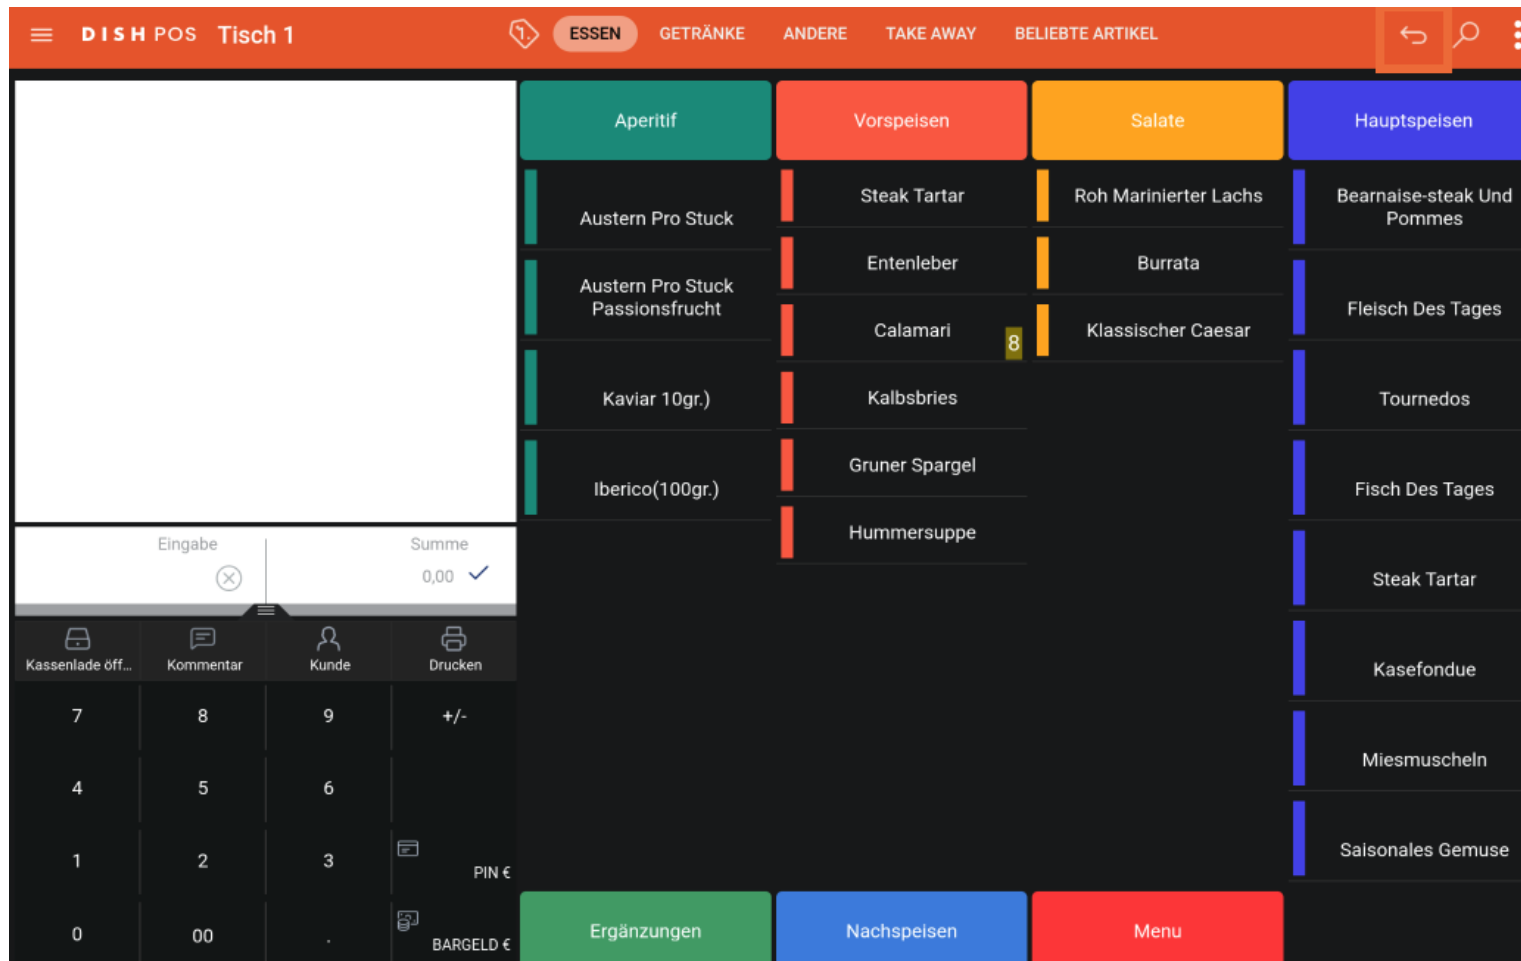 DISH POS Tisch 1
1.
ESSEN
GETRÄNKE
ANDERE
TAKE AWAY
BELIEBTE ARTIKEL
Aperitif
Austern Pro Stuck
Austern Pro Stuck
Passionsfrucht
Kaviar 10gr.)
Iberico(100gr.)
Vorspeisen
Steak Tartar
Entenleber
Calamari
8
Kalbsbries
Gruner Spargel
Hummersuppe
Salate
Roh Marinierter Lachs
Burrata
Klassischer Caesar
Hauptspeisen
Bearnaise-steak Und
Pommes
Fleisch Des Tages
Tournedos
Fisch Des Tages
Steak Tartar
Kasefondue
Miesmuscheln
Saisonales Gemuse
Eingabe
Summe
0,00
Kassenlade öff...
Kommentar
Kunde
Drucken
7 8 9 +/-
4 5 6
1 2 3 PIN €
0 00 . BARGELD €
Ergänzungen
Nachspeisen
Menu